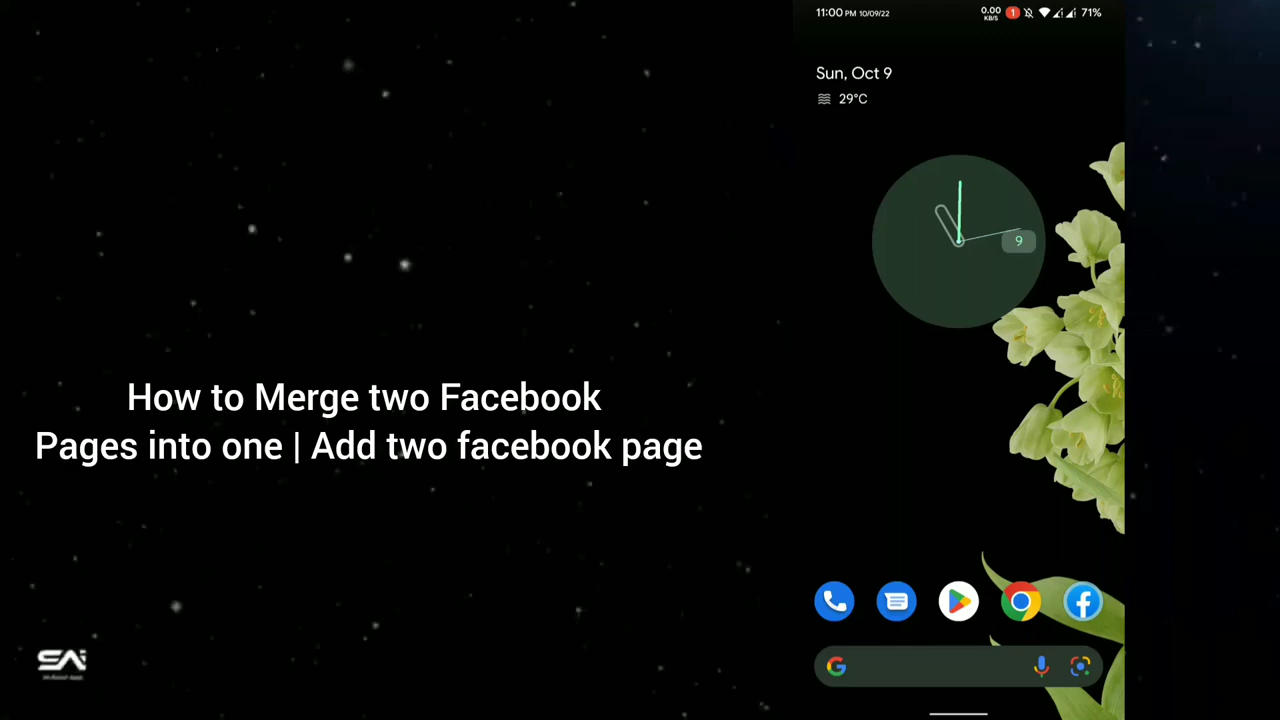 11:00 PM 10/09/22
0.00 KB/S
1
71%
Sun, Oct 9
29°C
9
How to Merge two Facebook
Pages into one | Add two facebook page
SAi